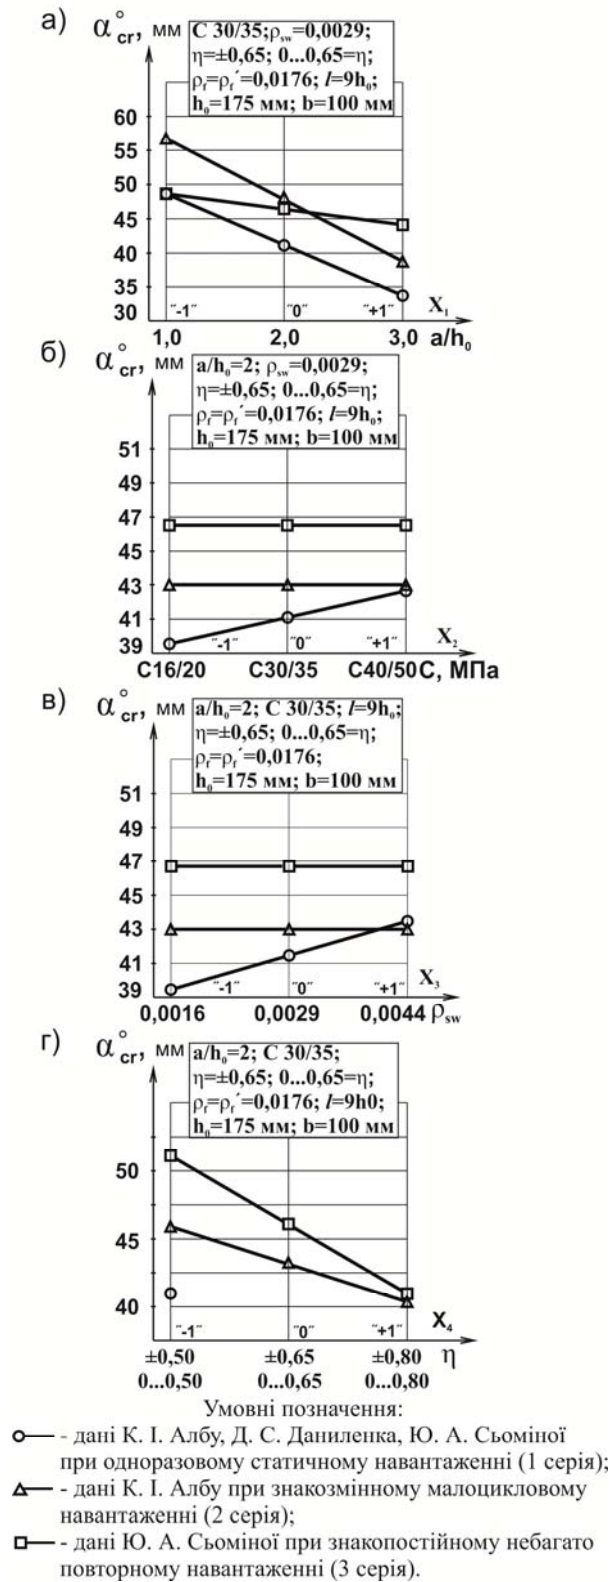 а)
α°cr, мм
С 30/35; ρsw=0,0029;
η=±0,65; 0...0,65=η;
ρf=ρf´=0,0176; l=9h0;
h0=175 мм; b=100 мм
60
55
50
45
40
35
30
"-1" "0" "+1" X1
1,0 2,0 3,0 a/h0
б)
α°cr, мм
a/h0=2; ρsw=0,0029;
η=±0,65; 0...0,65=η;
ρf=ρf´=0,0176; l=9h0;
h0=175 мм; b=100 мм
51
49
47
45
43
41
39
"-1" "0" "+1" X2
С16/20 С30/35 С40/50 С, МПа
в)
α°cr, мм
a/h0=2; С 30/35; l=9h0;
η=±0,65; 0...0,65=η;
ρf=ρf´=0,0176;
h0=175 мм; b=100 мм
51
49
47
45
43
41
39
"-1" "0" "+1" X3
0,0016 0,0029 0,0044 ρsw
г)
α°cr, мм
a/h0=2; С 30/35;
η=±0,65; 0...0,65=η;
ρf=ρf´=0,0176; l=9h0;
h0=175 мм; b=100 мм
50
45
40
"-1" "0" "+1" X4
±0,50 ±0,65 ±0,80 η
0...0,50 0...0,65 0...0,80
Умовні позначення:
- дані К. І. Албу, Д. С. Даниленка, Ю. А. Сьоміної
при одноразовому статичному навантаженні (1 серія);
- дані К. І. Албу при знакозмінному малоцикловому
навантаженні (2 серія);
- дані Ю. А. Сьоміної при знакопостійному небагато
повторному навантаженні (3 серія).